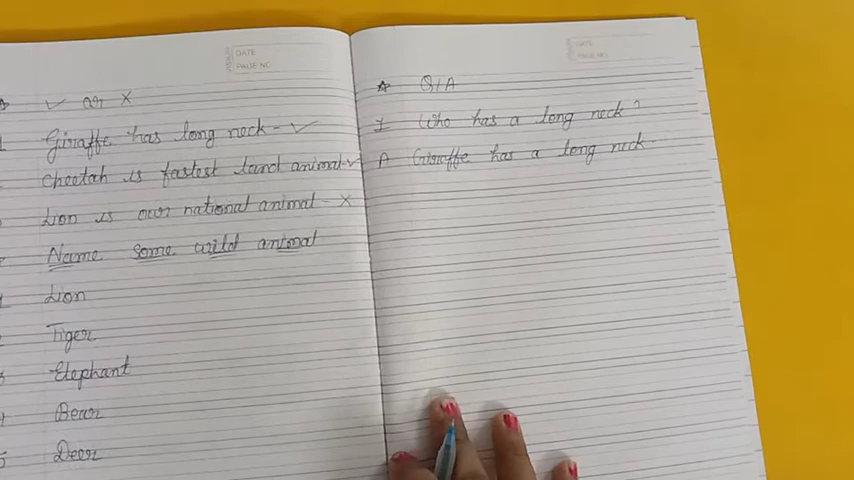 DATE
PAGE NO.
✓ or ×
Giraffe has long neck - ✓
Cheetah is fastest land animal - ✓
Lion is our national animal - ×
Name some wild animal
Lion
Tiger
Elephant
Bear
Deer
DATE
PAGE NO.
☆ Q/A
1 Who has a long neck?
A Giraffe has a long neck.